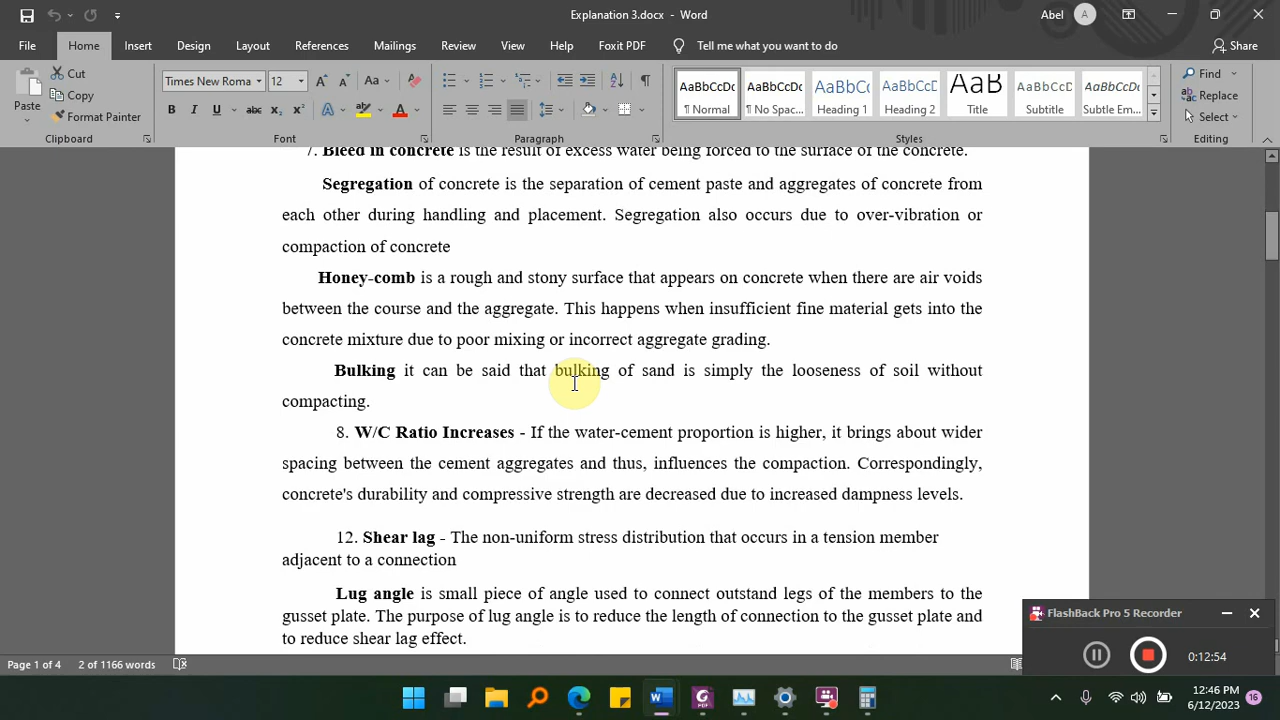 Explanation 3.docx - Word
Abel
A
File Home Insert Design Layout References Mailings Review View Help Foxit PDF Tell me what you want to do Share
Paste
Cut
Copy
Format Painter
Clipboard
Times New Roma 12
Font
Paragraph
AaBbCcDc AaBbCcDc AaBbC AaBbCcD AaB AaBbCcD AaBbCcDc
¶ Normal ¶ No Spac... Heading 1 Heading 2 Title Subtitle Subtle Em...
Styles
Find
Replace
Select
Editing
7. Bleed in concrete is the result of excess water being forced to the surface of the concrete.
Segregation of concrete is the separation of cement paste and aggregates of concrete from
each other during handling and placement. Segregation also occurs due to over-vibration or
compaction of concrete
Honey-comb is a rough and stony surface that appears on concrete when there are air voids
between the course and the aggregate. This happens when insufficient fine material gets into the
concrete mixture due to poor mixing or incorrect aggregate grading.
Bulking it can be said that bulking of sand is simply the looseness of soil without
compacting.
8. W/C Ratio Increases - If the water-cement proportion is higher, it brings about wider
spacing between the cement aggregates and thus, influences the compaction. Correspondingly,
concrete's durability and compressive strength are decreased due to increased dampness levels.
12. Shear lag - The non-uniform stress distribution that occurs in a tension member
adjacent to a connection
Lug angle is small piece of angle used to connect outstand legs of the members to the
gusset plate. The purpose of lug angle is to reduce the length of connection to the gusset plate and
to reduce shear lag effect.
FlashBack Pro 5 Recorder
0:12:54
Page 1 of 4 2 of 1166 words
12:46 PM
6/12/2023
16